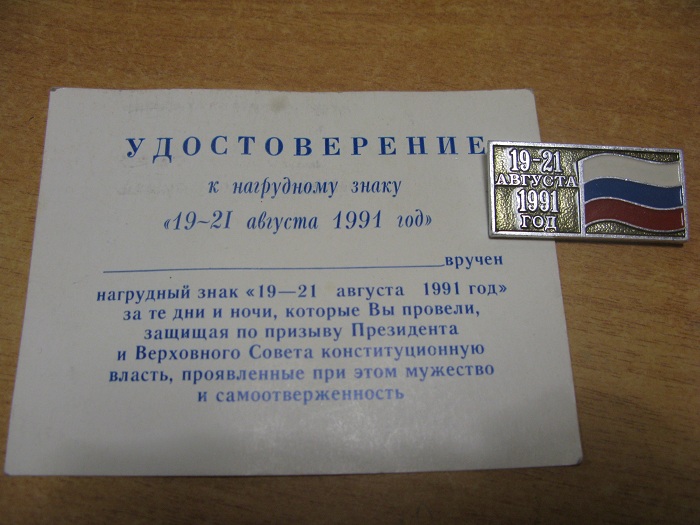 УДОСТОВЕРЕНИЕ
к нагрудному знаку
«19~2I августа 1991 год»
вручен
нагрудный знак «19—21 августа 1991 год»
за те дни и ночи, которые Вы провели,
защищая по призыву Президента
и Верховного Совета конституционную
власть, проявленные при этом мужество
и самоотверженность
19-21
АВГУСТА
1991
ГОД